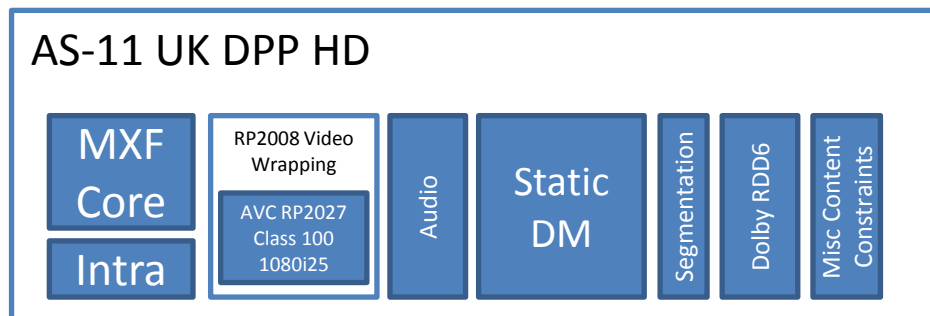 AS-11 UK DPP HD
MXF
Core
Intra
RP2008 Video
Wrapping
AVC RP2027
Class 100
1080i25
Audio
Static
DM
Segmentation
Dolby RDD6
Misc Content
Constraints